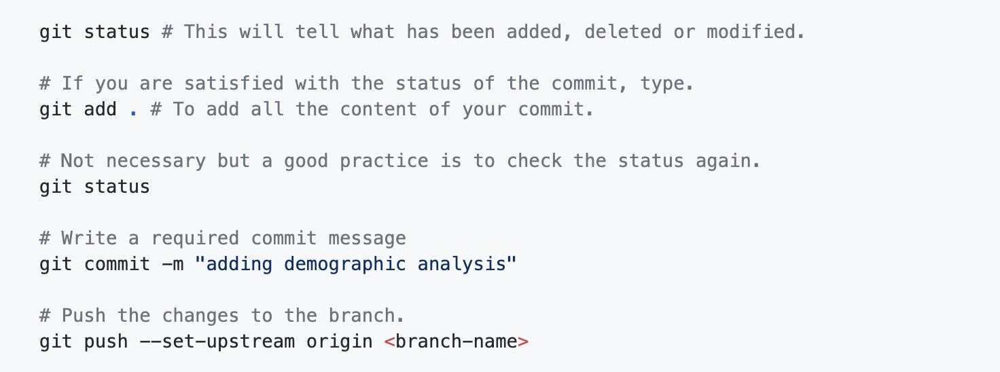 git status # This will tell what has been added, deleted or modified.
# If you are satisfied with the status of the commit, type.
git add . # To add all the content of your commit.
# Not necessary but a good practice is to check the status again.
git status
# Write a required commit message
git commit -m "adding demographic analysis"
# Push the changes to the branch.
git push --set-upstream origin <branch-name>